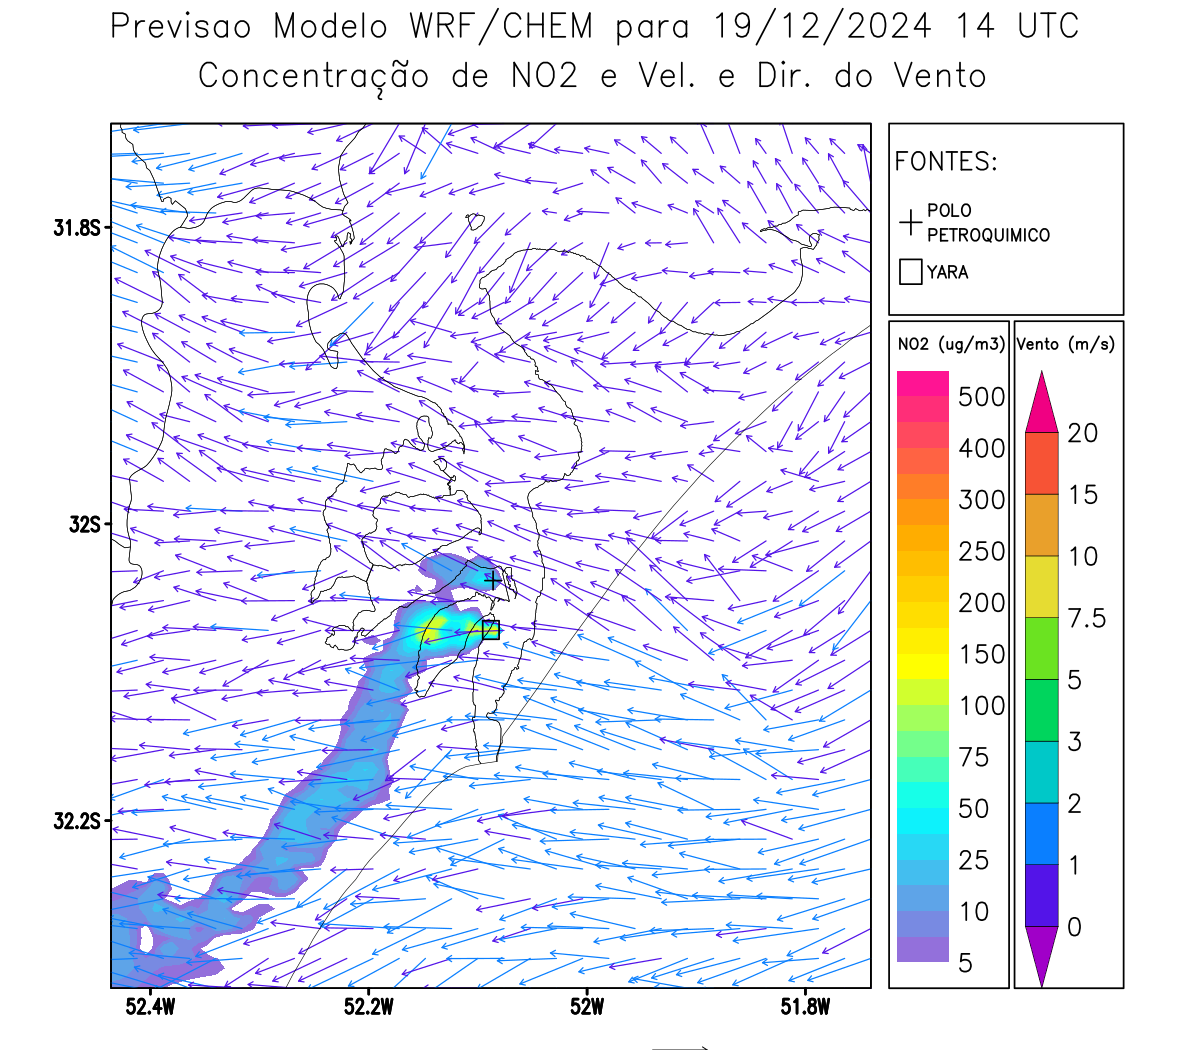 Previsao Modelo WRF/CHEM para 19/12/2024 14 UTC
Concentração de NO2 e Vel. e Dir. do Vento
FONTES:
POLO
PETROQUIMICO
YARA
31.8S
32S
32.2S
52.4W
52.2W
52W
51.8W
NO2 (ug/m3)
500
400
300
250
200
150
100
75
50
25
10
5
Vento (m/s)
20
15
10
7.5
5
3
2
1
0